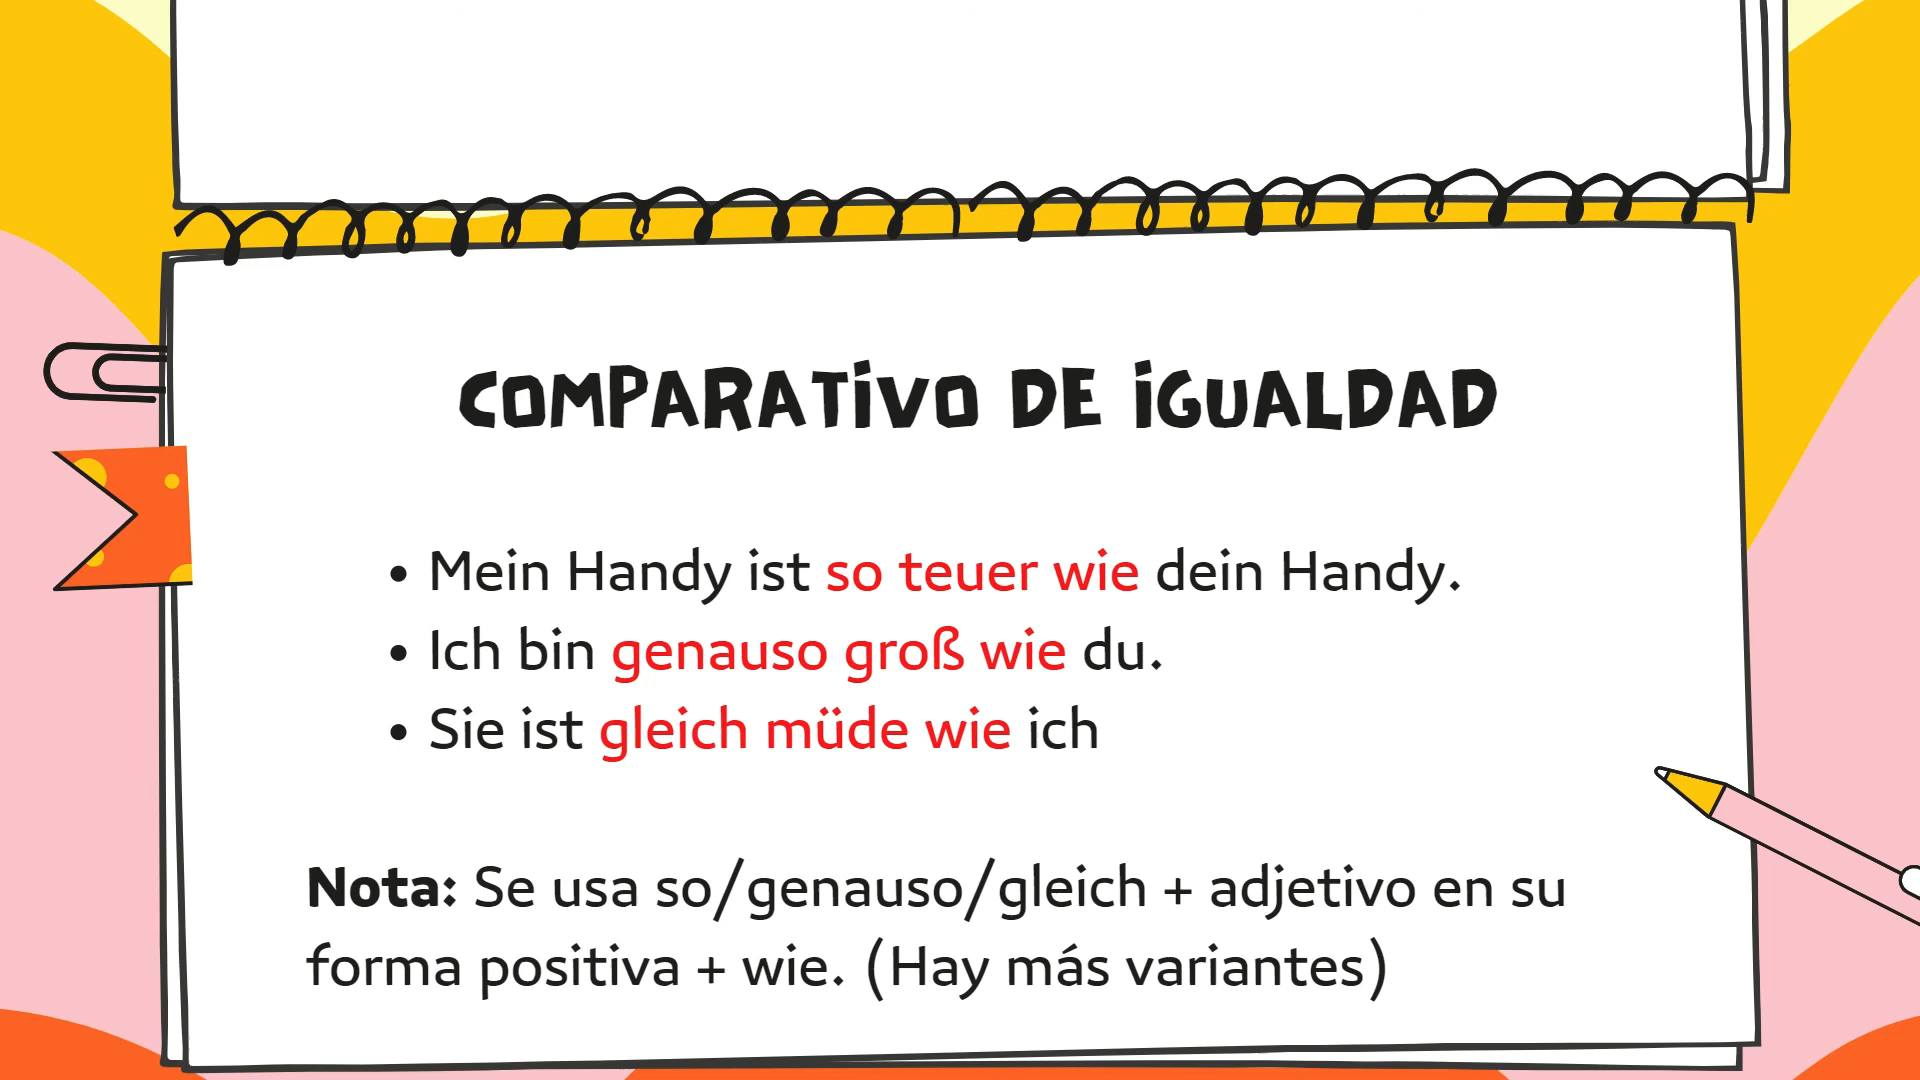 COMPARATIVO DE IGUALDAD
• Mein Handy ist so teuer wie dein Handy.
• Ich bin genauso groß wie du.
• Sie ist gleich müde wie ich
Nota: Se usa so/genauso/gleich + adjetivo en su
forma positiva + wie. (Hay más variantes)